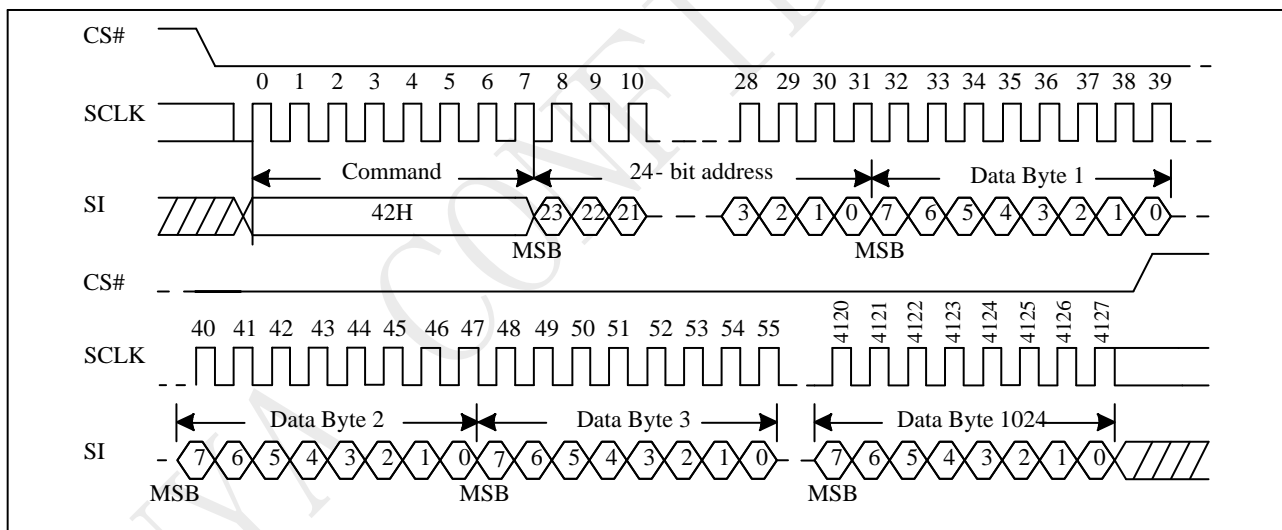 CS#
0 1 2 3 4 5 6 7 8 9 10 28 29 30 31 32 33 34 35 36 37 38 39
SCLK
Command 24- bit address Data Byte 1
SI 42H 23 22 21 3 2 1 0 7 6 5 4 3 2 1 0
MSB MSB
CS#
40 41 42 43 44 45 46 47 48 49 50 51 52 53 54 55 4120 4121 4122 4123 4124 4125 4126 4127
SCLK
Data Byte 2 Data Byte 3 Data Byte 1024
SI 7 6 5 4 3 2 1 0 7 6 5 4 3 2 1 0 7 6 5 4 3 2 1 0
MSB MSB MSB